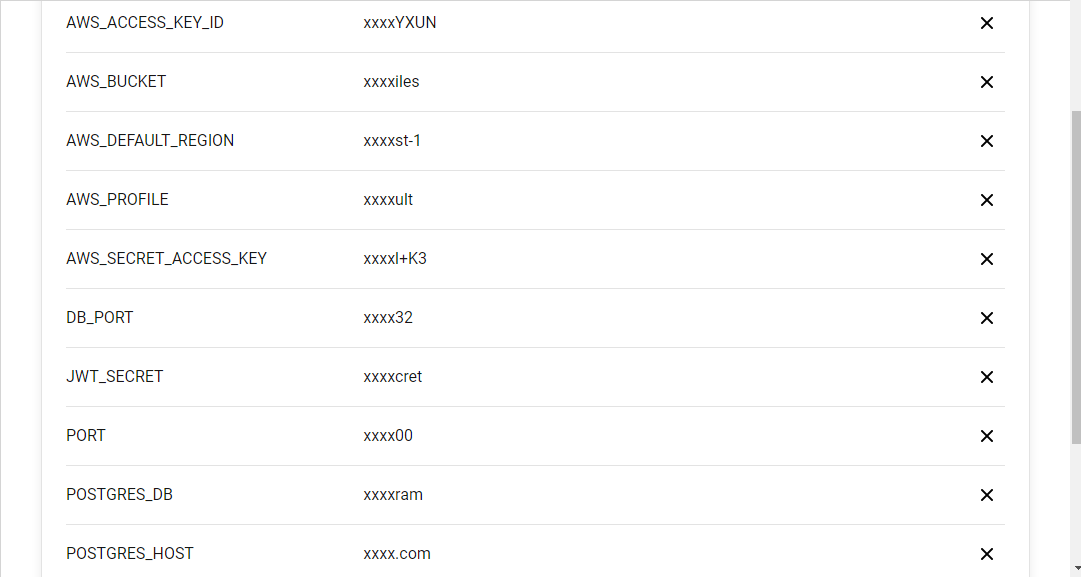 AWS_ACCESS_KEY_ID xxxxYXUN
AWS_BUCKET xxxxiles
AWS_DEFAULT_REGION xxxxst-1
AWS_PROFILE xxxxult
AWS_SECRET_ACCESS_KEY xxxxl+K3
DB_PORT xxxx32
JWT_SECRET xxxxcret
PORT xxxx00
POSTGRES_DB xxxxram
POSTGRES_HOST xxxx.com